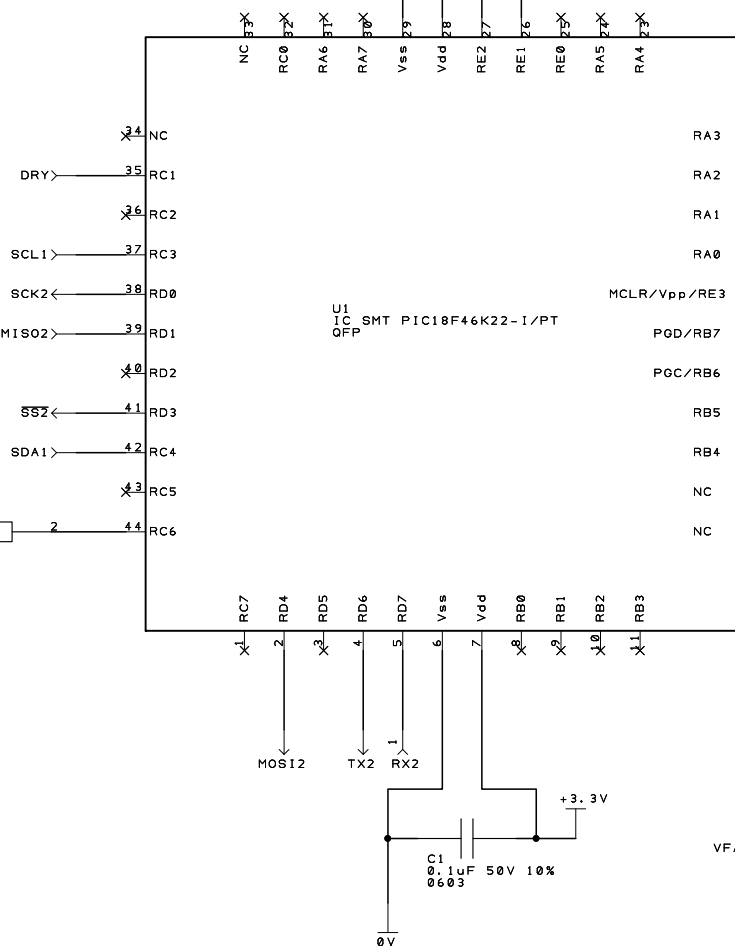 33 32 31 30 29 28 27 26 25 24 23
NC RC0 RA6 RA7 Vss Vdd RE2 RE1 RE0 RA5 RA4
34 NC RA3
DRY 35 RC1 RA2
36 RC2 RA1
SCL1 37 RC3 RA0
SCK2 38 RD0 MCLR/Vpp/RE3
U1
IC SMT PIC18F46K22-I/PT
QFP
MISO2 39 RD1 PGD/RB7
40 RD2 PGC/RB6
SS2 41 RD3 RB5
SDA1 42 RC4 RB4
43 RC5 NC
2 44 RC6 NC
RC7 RD4 RD5 RD6 RD7 Vss Vdd RB0 RB1 RB2 RB3
1 2 3 4 5 6 7 8 9 10 11
1
MOSI2 TX2 RX2
+3.3V
C1
0.1uF 50V 10%
0603
0V